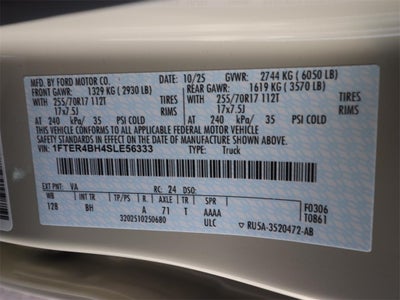 MFD. BY FORD MOTOR CO. 10/25 GVWR: 2744 KG ( 6050 LB)
FRONT GAWR: 1329 KG ( 2930 LB) REAR GAWR: 1619 KG ( 3570 LB)
255/70R17 112T TIRES 255/70R17 112T TIRES
17x7.5J RIMS 17x7.5J RIMS
AT 240 kPa/ 35 PSI COLD AT 240 kPa/ 35 PSI COLD
THIS VEHICLE CONFORMS TO ALL APPLICABLE FEDERAL MOTOR VEHICLE
SAFETY STANDARDS IN EFFECT ON THE DATE OF MANUFACTURE SHOWN ABOVE.
VIN: 1FTER4BH4SLE56333 TYPE: Truck
EXT PNT: VA RC: 24 DSO:
WB INT TR TP/PS R AXLE TR SPR F0306
128 BH A 71 T AAAA T0B61
3202510250680 ULC RU5A-3520472-AB